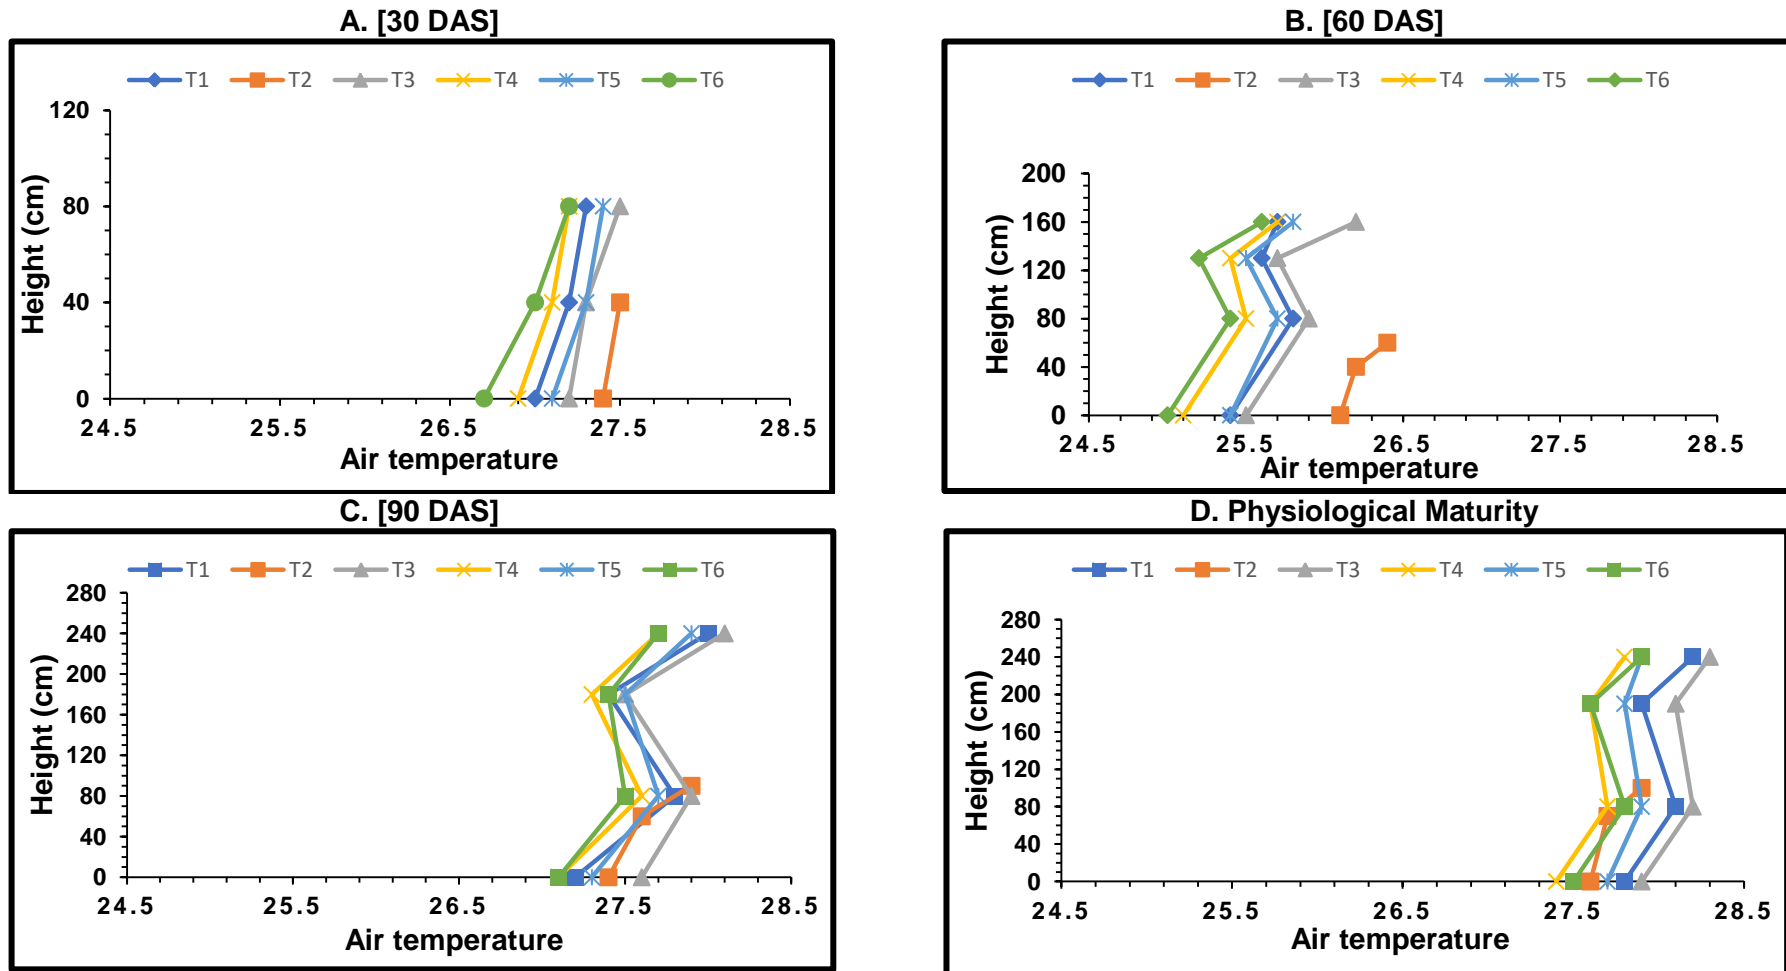 A. [30 DAS]
T1 T2 T3 T4 T5 T6
120
80
40
0
24.5 25.5 26.5 27.5 28.5
Height (cm)
Air temperature
B. [60 DAS]
T1 T2 T3 T4 T5 T6
200
160
120
80
40
0
24.5 25.5 26.5 27.5 28.5
Height (cm)
Air temperature
C. [90 DAS]
T1 T2 T3 T4 T5 T6
280
240
200
160
120
80
40
0
24.5 25.5 26.5 27.5 28.5
Height (cm)
Air temperature
D. Physiological Maturity
T1 T2 T3 T4 T5 T6
280
240
200
160
120
80
40
0
24.5 25.5 26.5 27.5 28.5
Height (cm)
Air temperature